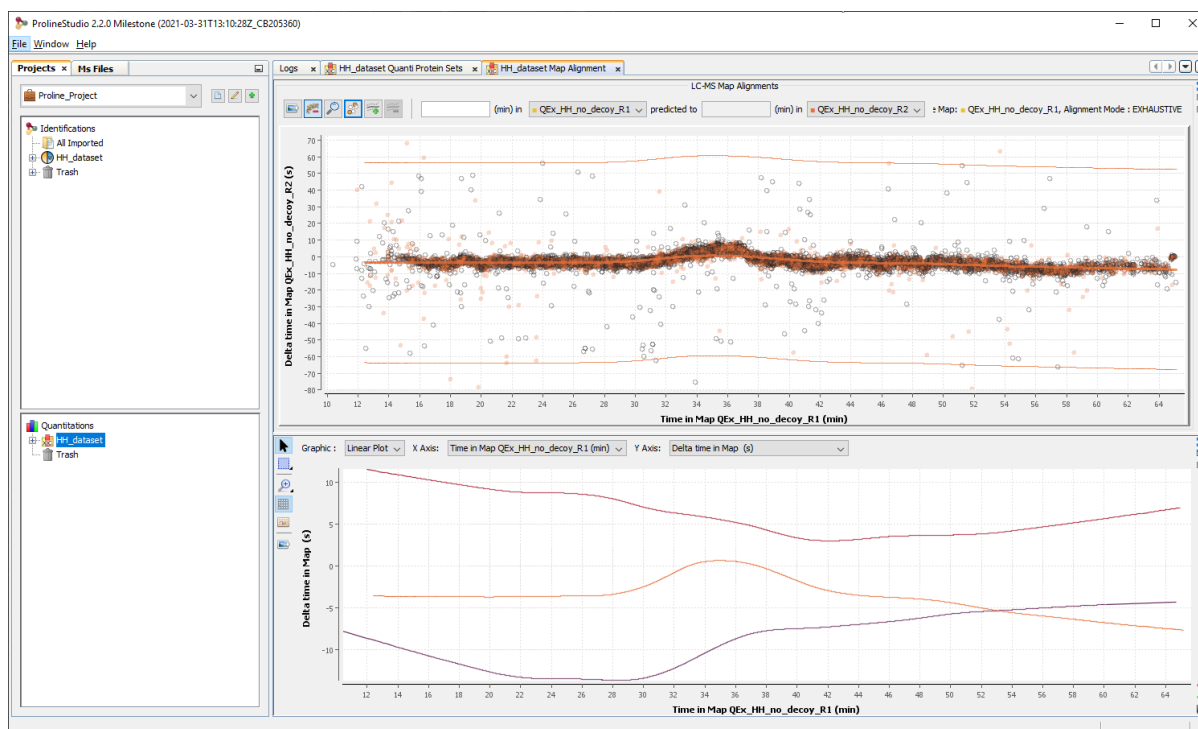 ProlineStudio 2.2.0 Milestone (2021-03-31T13:10:28Z_CB205360)
File Window Help
Projects Ms Files
Proline_Project
Identifications
All Imported
HH_dataset
Trash
Quantitations
HH_dataset
Trash
Logs HH_dataset Quanti Protein Sets HH_dataset Map Alignment
LC-MS Map Alignments
(min) in QEx_HH_no_decoy_R1 predicted to (min) in QEx_HH_no_decoy_R2 : Map: QEx_HH_no_decoy_R1, Alignment Mode : EXHAUSTIVE
Delta time in Map QEx_HH_no_decoy_R2 (s)
70
60
50
40
30
20
10
0
-10
-20
-30
-40
-50
-60
-70
-80
10 12 14 16 18 20 22 24 26 28 30 32 34 36 38 40 42 44 46 48 50 52 54 56 58 60 62 64
Time in Map QEx_HH_no_decoy_R1 (min)
Graphic : Linear Plot X Axis: Time in Map QEx_HH_no_decoy_R1 (min) Y Axis: Delta time in Map (s)
Delta time in Map (s)
10
5
0
-5
-10
12 14 16 18 20 22 24 26 28 30 32 34 36 38 40 42 44 46 48 50 52 54 56 58 60 62 64
Time in Map QEx_HH_no_decoy_R1 (min)